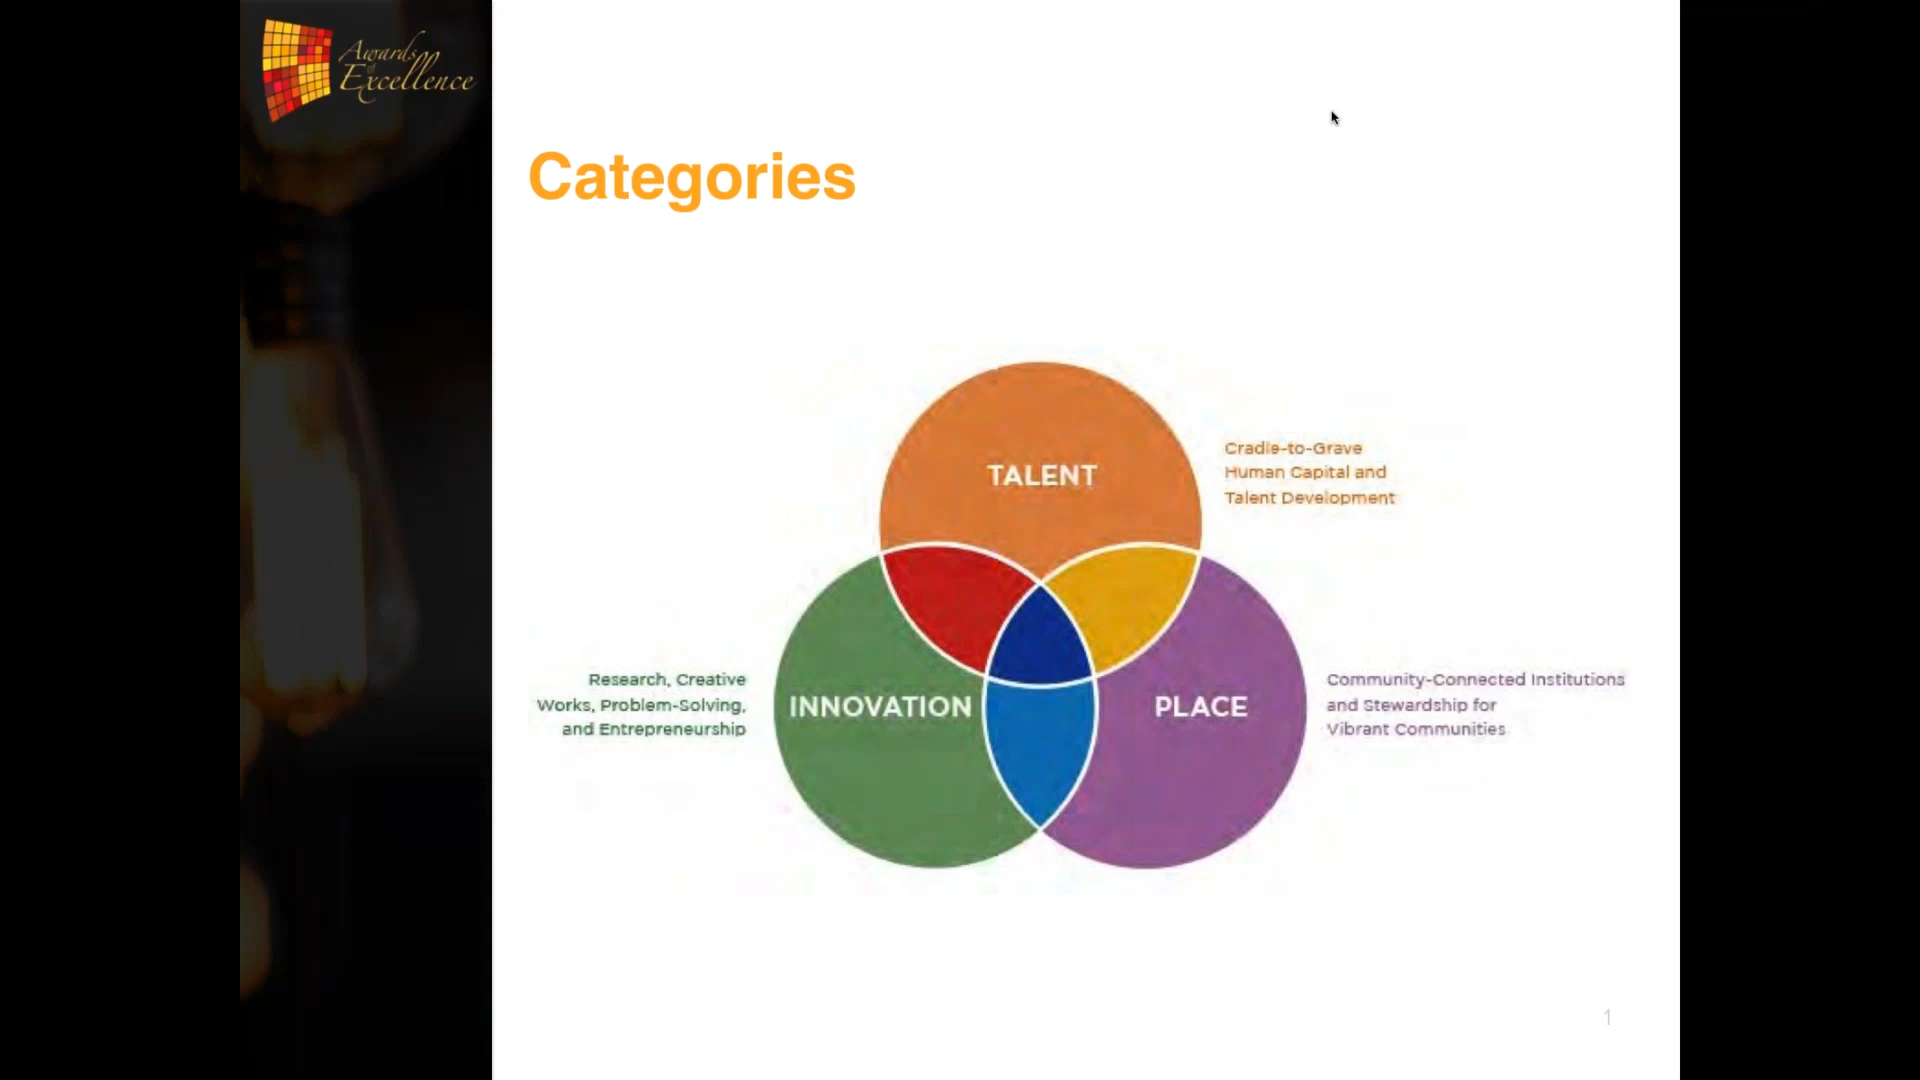 Awards
of
Excellence
Categories
TALENT
Cradle-to-Grave
Human Capital and
Talent Development
Research, Creative
Works, Problem-Solving,
and Entrepreneurship
INNOVATION
PLACE
Community-Connected Institutions
and Stewardship for
Vibrant Communities
1